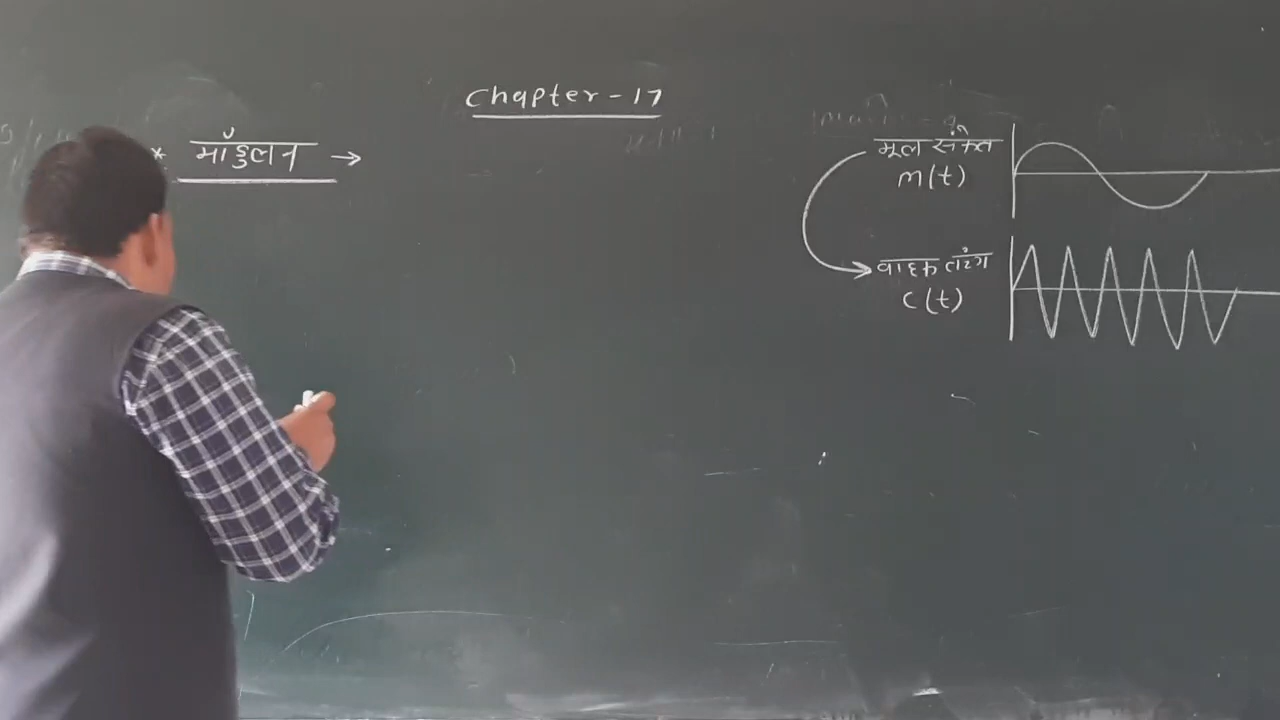 Chapter-17
* मॉडुलन →
मूल संकेत
m(t)
वाहक तरंग
c(t)